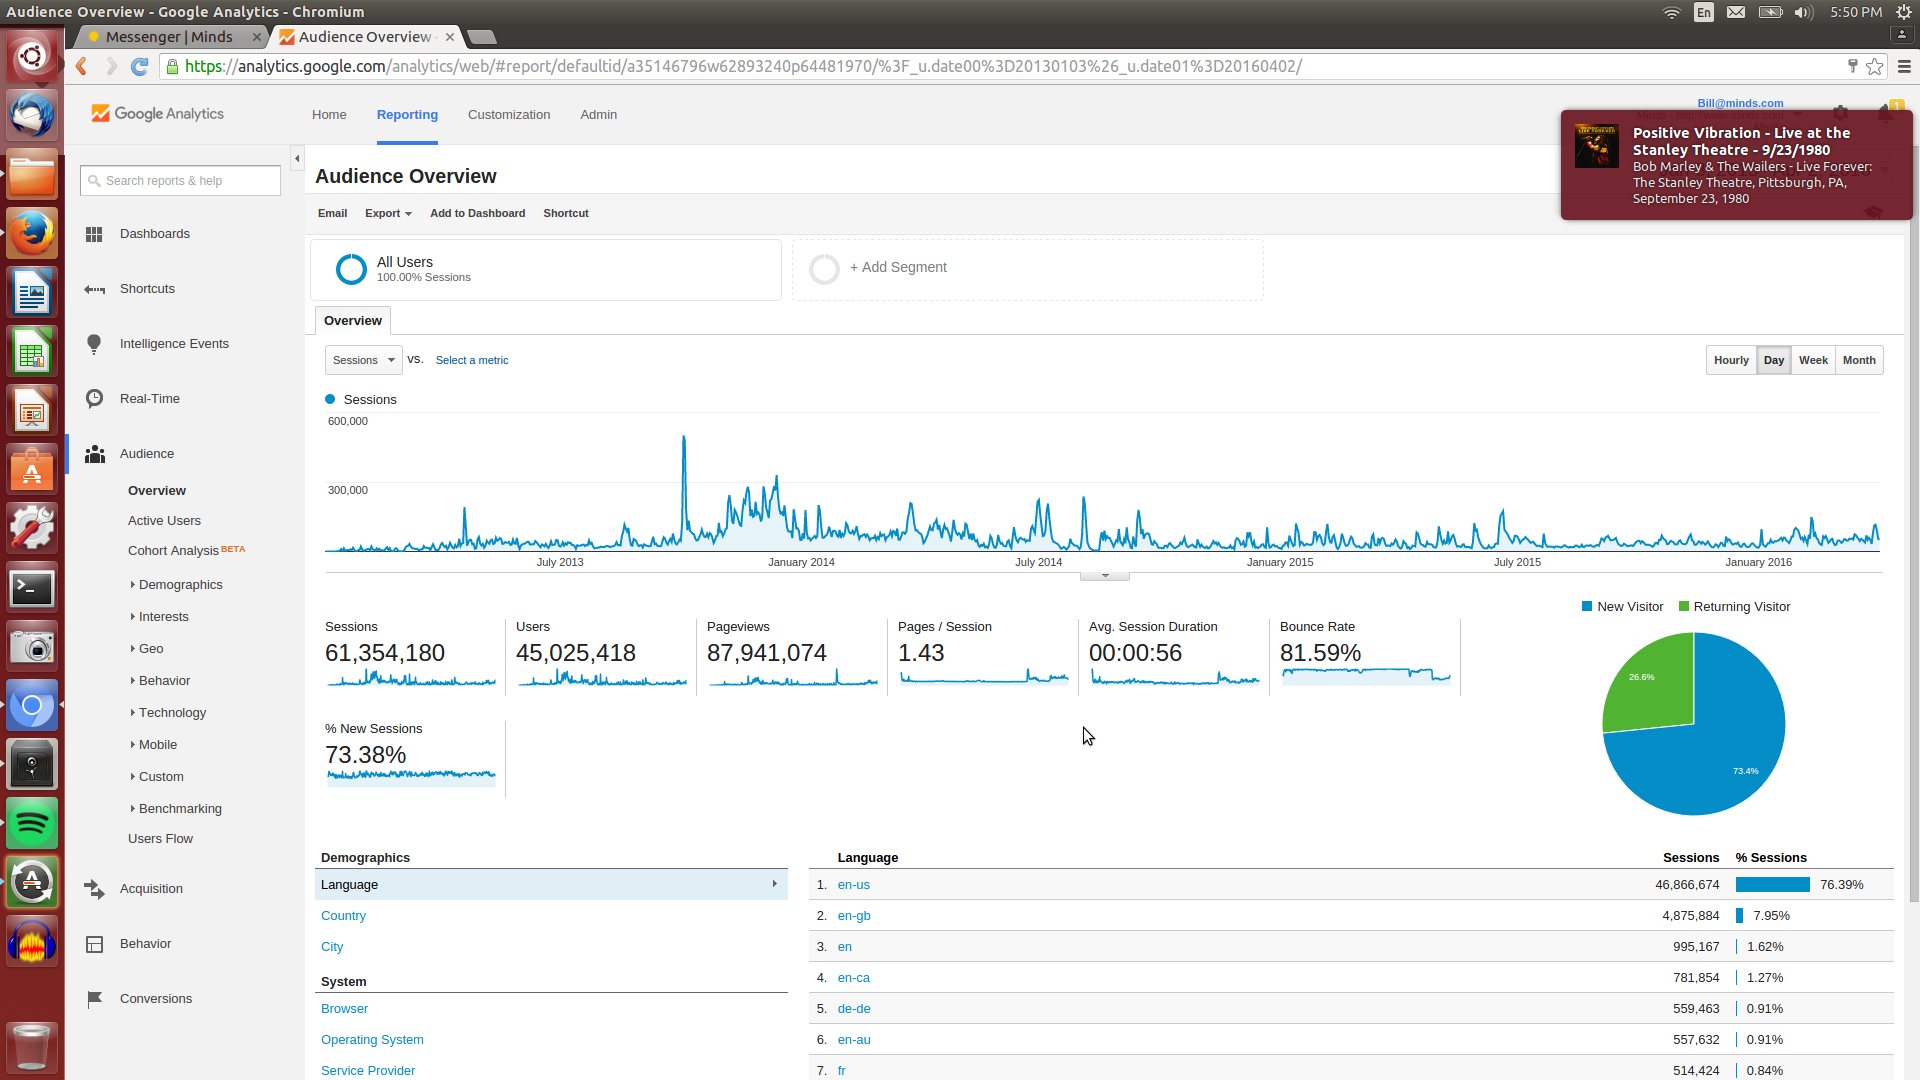 Audience Overview - Google Analytics - Chromium
En
5:50 PM
Messenger | Minds
Audience Overview -
https://analytics.google.com/analytics/web/#report/defaultid/a35146796w62893240p64481970/%3F_u.date00%3D20130103%26_u.date01%3D20160402/
Google Analytics
Home
Reporting
Customization
Admin
Bill@minds.com
1
Positive Vibration - Live at the
Stanley Theatre - 9/23/1980
Bob Marley & The Wailers - Live Forever:
The Stanley Theatre, Pittsburgh, PA,
September 23, 1980
Search reports & help
Dashboards
Shortcuts
Intelligence Events
Real-Time
Audience
Overview
Active Users
Cohort Analysis BETA
Demographics
Interests
Geo
Behavior
Technology
Mobile
Custom
Benchmarking
Users Flow
Acquisition
Behavior
Conversions
Audience Overview
Email
Export
Add to Dashboard
Shortcut
All Users
100.00% Sessions
+ Add Segment
Overview
Sessions
vs.
Select a metric
Hourly
Day
Week
Month
Sessions
600,000
300,000
July 2013
January 2014
July 2014
January 2015
July 2015
January 2016
Sessions
61,354,180
Users
45,025,418
Pageviews
87,941,074
Pages / Session
1.43
Avg. Session Duration
00:00:56
Bounce Rate
81.59%
% New Sessions
73.38%
New Visitor
Returning Visitor
26.6%
73.4%
Demographics
Language
Country
City
System
Browser
Operating System
Service Provider
Language Sessions % Sessions
1. en-us 46,866,674 76.39%
2. en-gb 4,875,884 7.95%
3. en 995,167 1.62%
4. en-ca 781,854 1.27%
5. de-de 559,463 0.91%
6. en-au 557,632 0.91%
7. fr 514,424 0.84%